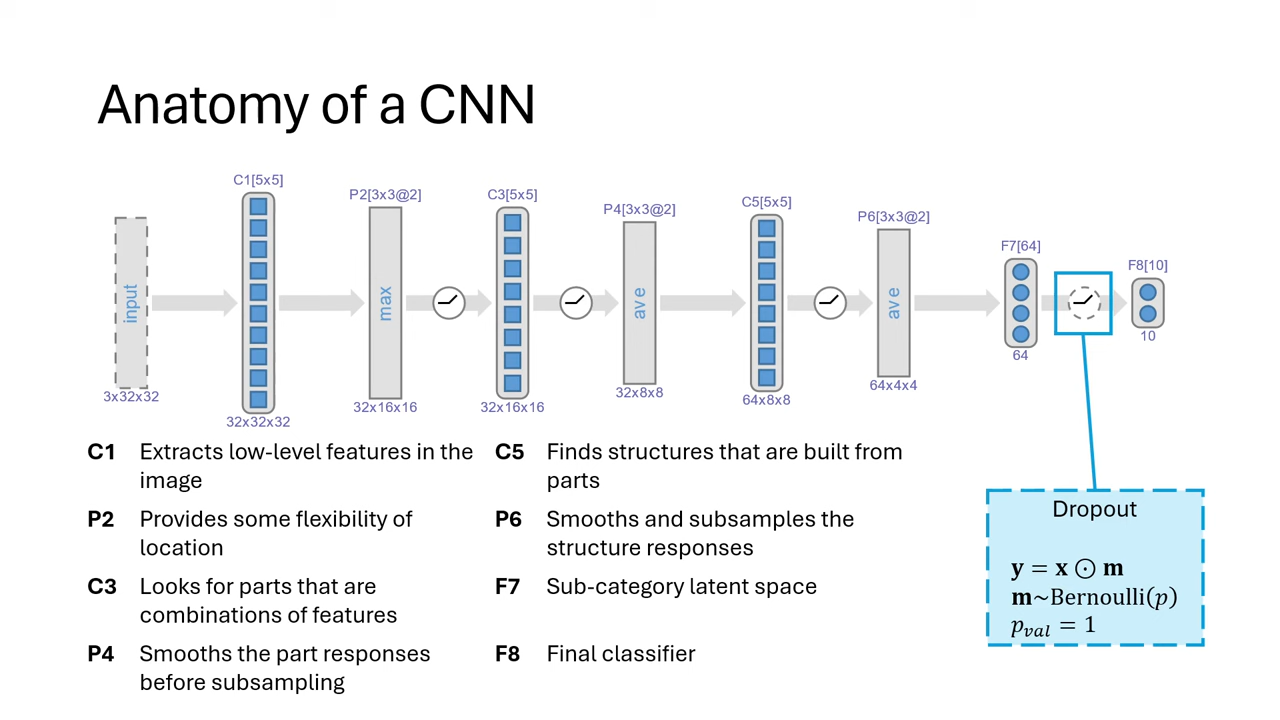 Anatomy of a CNN
C1[5x5]
P2[3x3@2]
C3[5x5]
P4[3x3@2]
C5[5x5]
P6[3x3@2]
F7[64]
F8[10]
input
max
ave
ave
3x32x32
32x32x32
32x16x16
32x16x16
32x8x8
64x8x8
64x4x4
64
10
C1 Extracts low-level features in the
image
P2 Provides some flexibility of
location
C3 Looks for parts that are
combinations of features
P4 Smooths the part responses
before subsampling
C5 Finds structures that are built from
parts
P6 Smooths and subsamples the
structure responses
F7 Sub-category latent space
F8 Final classifier
Dropout
y = x ⊙ m
m~Bernoulli(p)
p_val = 1